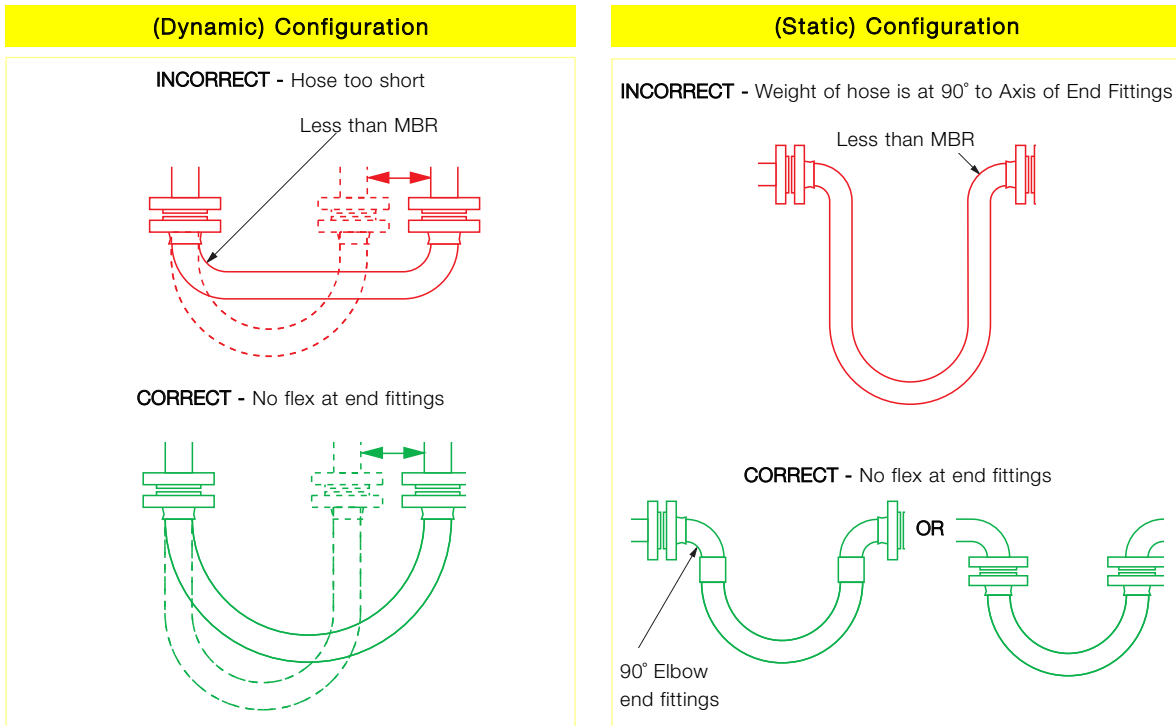 (Dynamic) Configuration
INCORRECT - Hose too short
Less than MBR
CORRECT - No flex at end fittings
(Static) Configuration
INCORRECT - Weight of hose is at 90° to Axis of End Fittings
Less than MBR
CORRECT - No flex at end fittings
OR
90° Elbow
end fittings